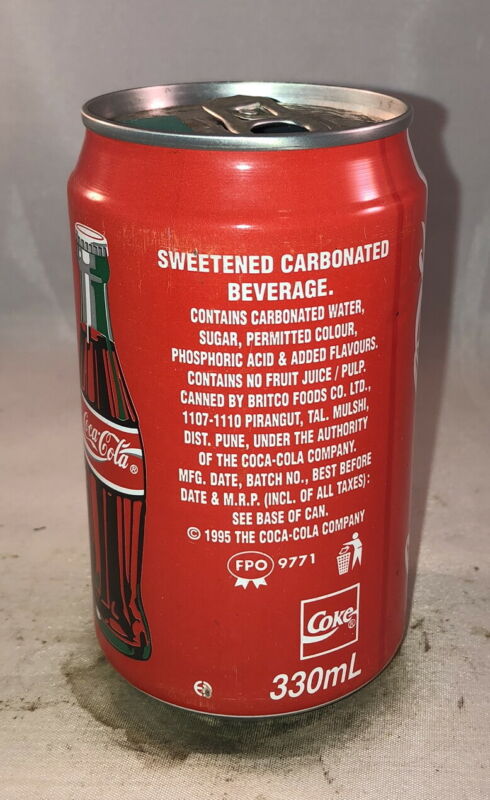 SWEETENED CARBONATED
BEVERAGE.
CONTAINS CARBONATED WATER,
SUGAR, PERMITTED COLOUR,
PHOSPHORIC ACID & ADDED FLAVOURS.
CONTAINS NO FRUIT JUICE / PULP.
CANNED BY BRITCO FOODS CO. LTD.,
1107-1110 PIRANGUT, TAL. MULSHI,
DIST. PUNE, UNDER THE AUTHORITY
OF THE COCA-COLA COMPANY.
MFG. DATE, BATCH NO., BEST BEFORE
DATE & M.R.P. (INCL. OF ALL TAXES):
SEE BASE OF CAN.
© 1995 THE COCA-COLA COMPANY
FPO 9771
Coke®
330mL
Coca-Cola®